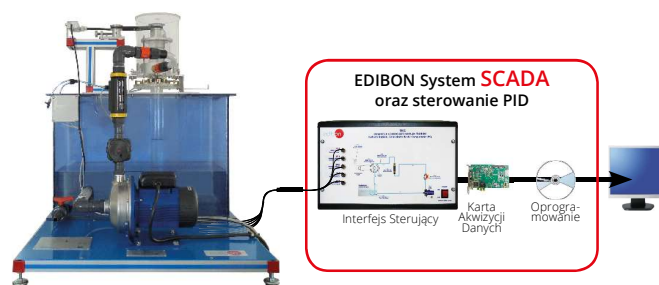 EDIBON System SCADA
oraz sterowanie PID
Interfejs Sterujący
Karta
Akwizycji
Danych
Oprogra-
mowanie